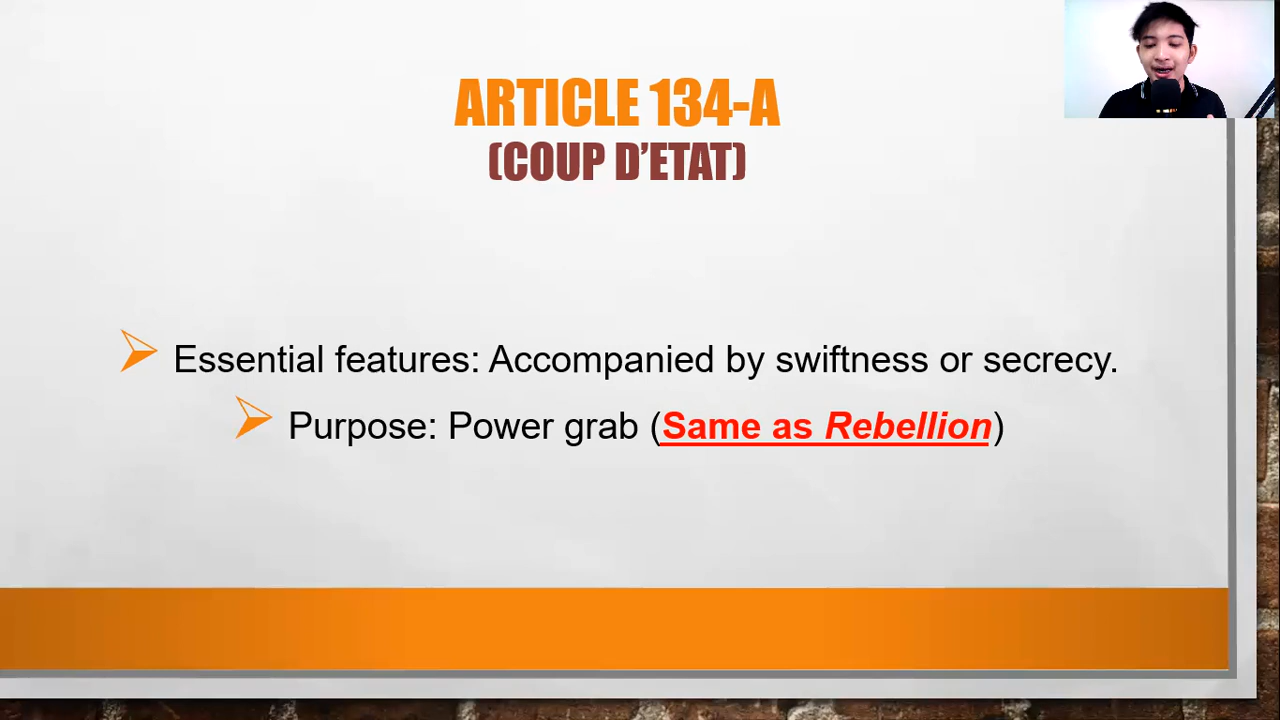 ARTICLE 134-A
(COUP D’ETAT)
Essential features: Accompanied by swiftness or secrecy.
Purpose: Power grab (Same as Rebellion)